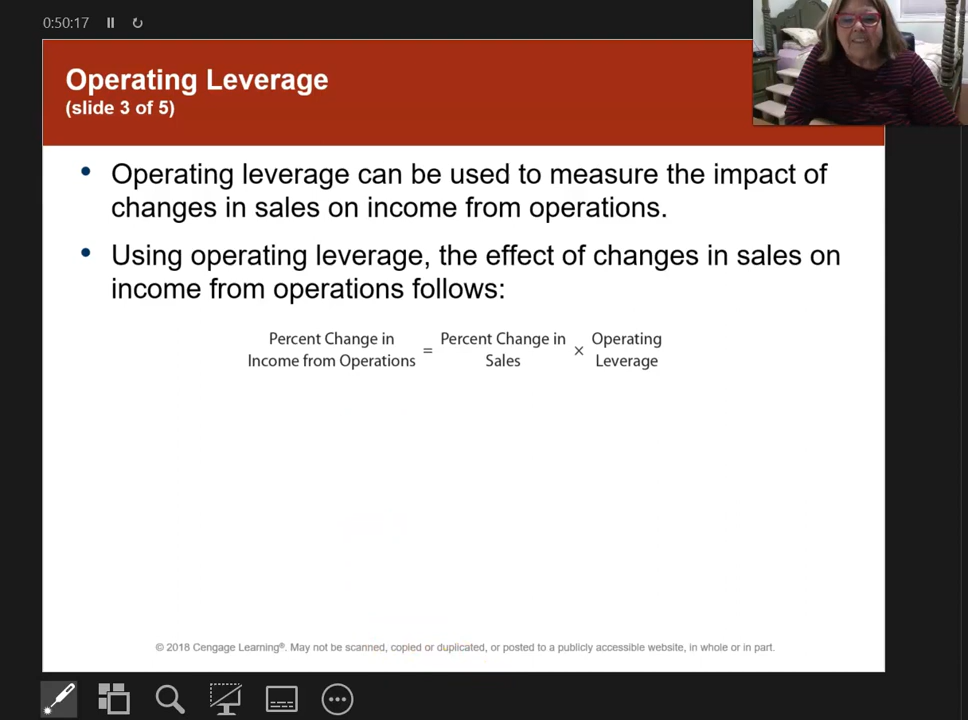 0:50:17
Operating Leverage
(slide 3 of 5)
• Operating leverage can be used to measure the impact of
changes in sales on income from operations.
• Using operating leverage, the effect of changes in sales on
income from operations follows:
Percent Change in
Income from Operations = Percent Change in
Sales × Operating
Leverage
© 2018 Cengage Learning®. May not be scanned, copied or duplicated, or posted to a publicly accessible website, in whole or in part.